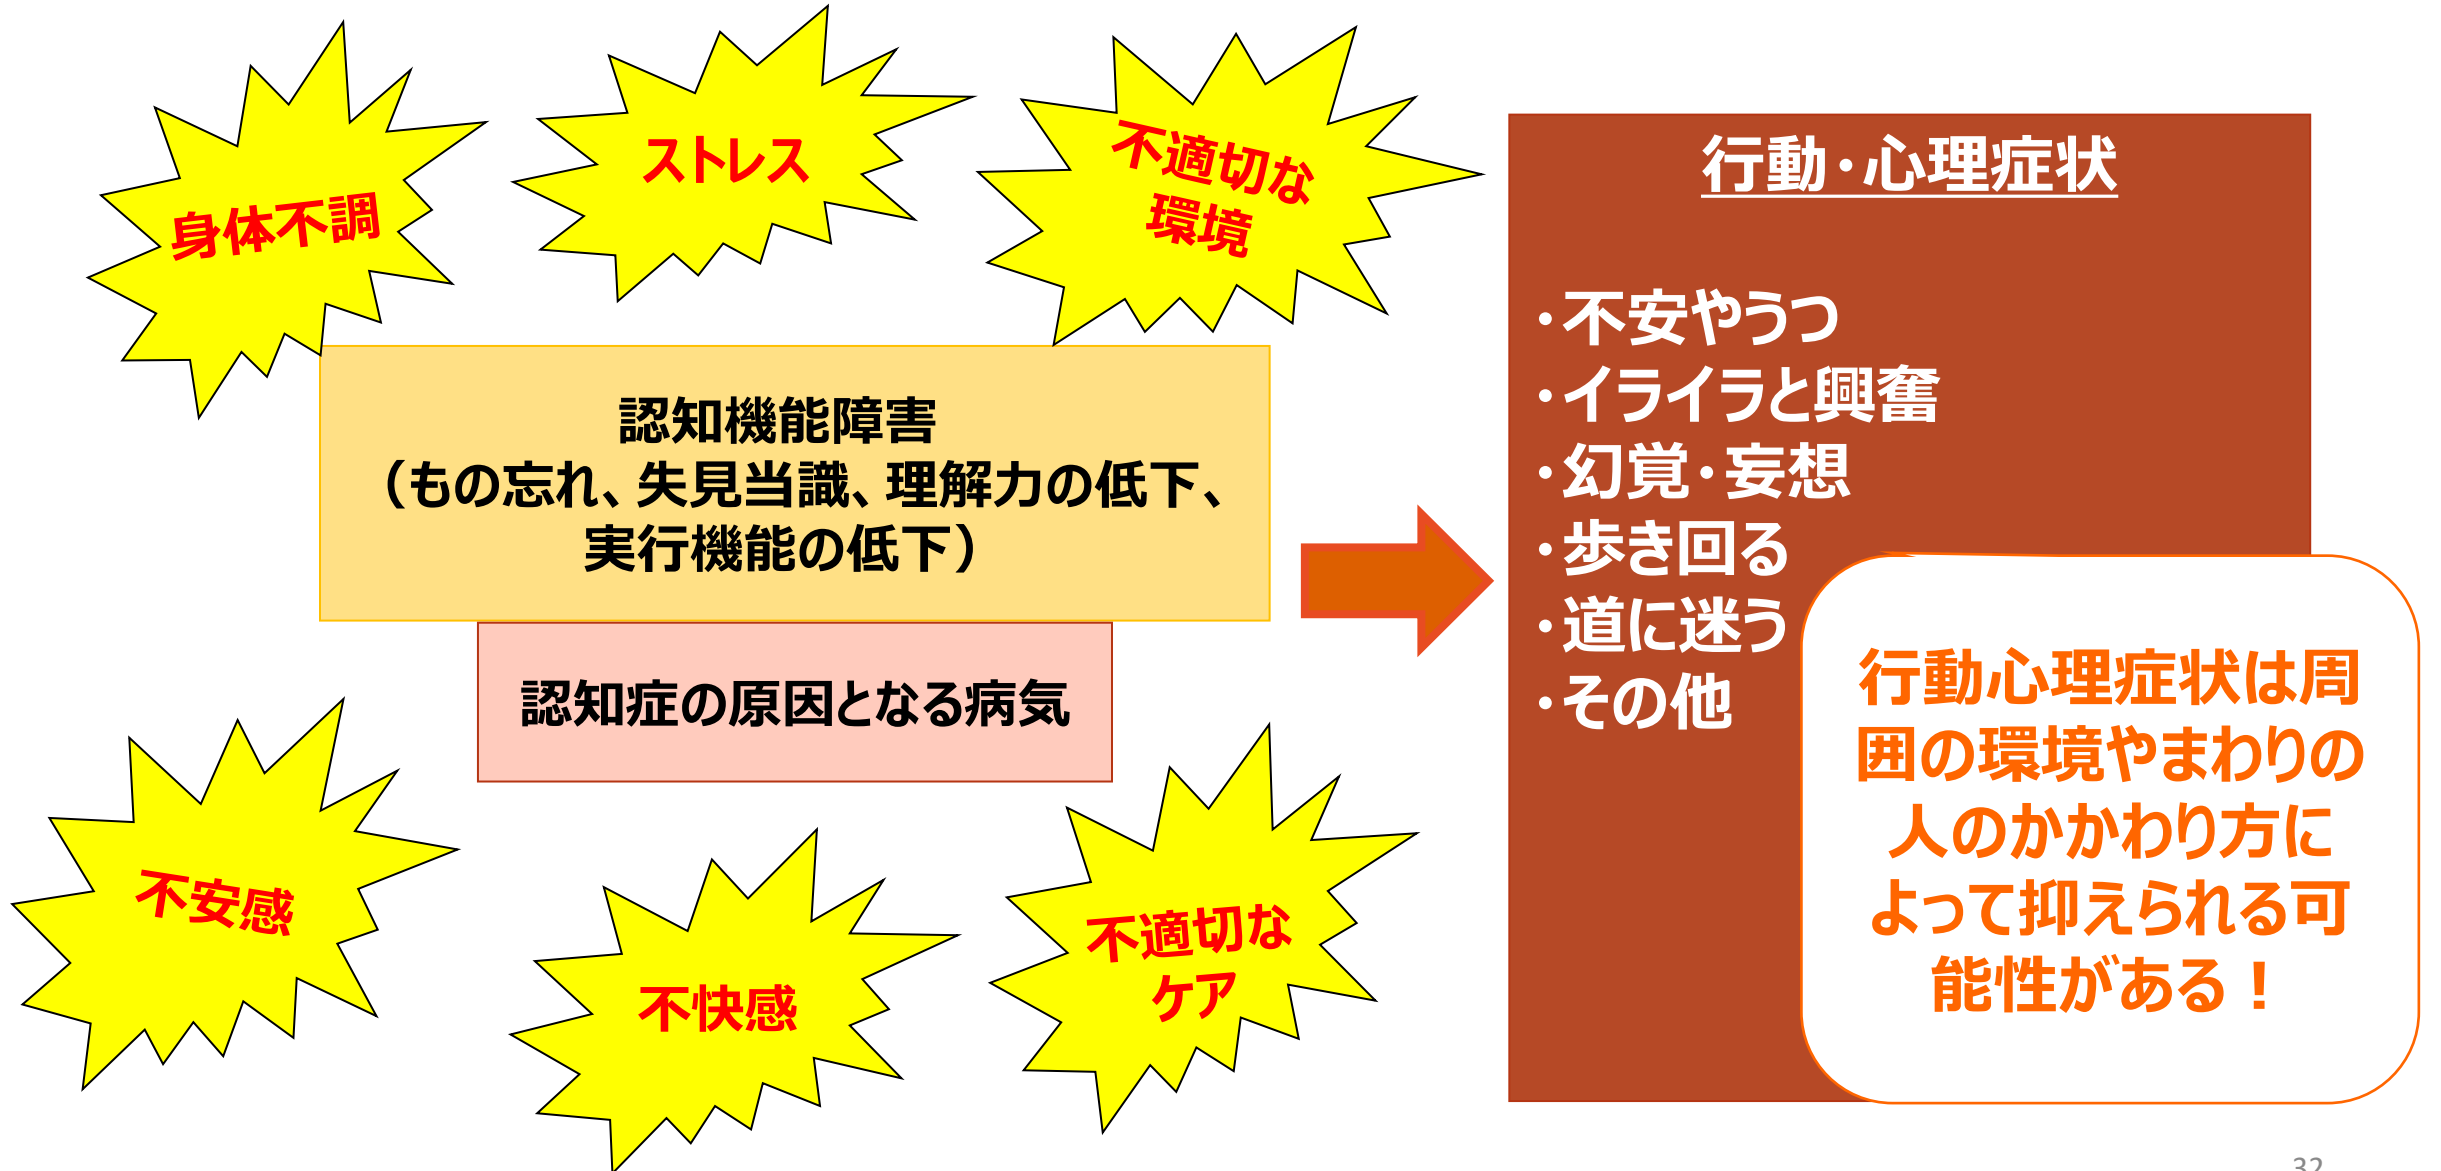 身体不調
ストレス
不適切な
環境
認知機能障害
（もの忘れ、失見当識、理解力の低下、
実行機能の低下）
認知症の原因となる病気
不安感
不快感
不適切な
ケア
行動・心理症状
・不安やうつ
・イライラと興奮
・幻覚・妄想
・歩き回る
・道に迷う
・その他
行動心理症状は周
囲の環境やまわりの
人のかかわり方に
よって抑えられる可
能性がある！
32